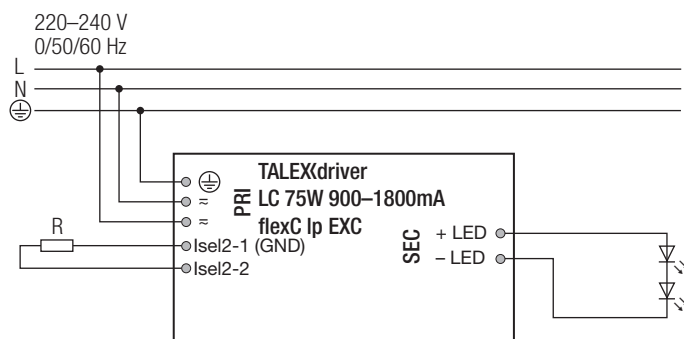 220–240 V
0/50/60 Hz
L
N
TALEXdriver
LC 75W 900–1800mA
flexC lp EXC
PRI
≂
≂
R
Isel2-1 (GND)
Isel2-2
SEC
+ LED
– LED